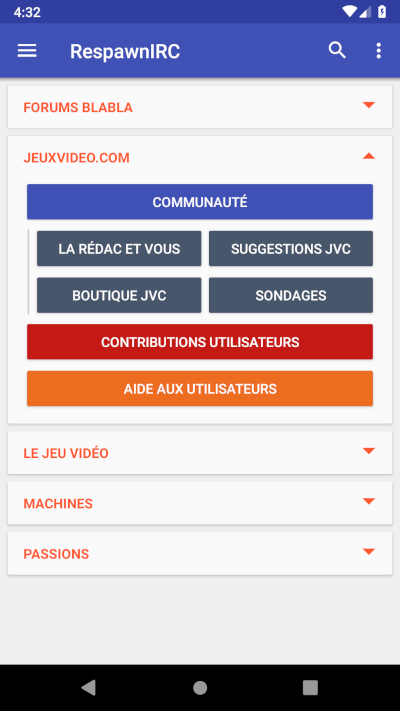 4:32
RespawnIRC
FORUMS BLABLA
JEUXVIDEO.COM
COMMUNAUTÉ
LA RÉDAC ET VOUS
SUGGESTIONS JVC
BOUTIQUE JVC
SONDAGES
CONTRIBUTIONS UTILISATEURS
AIDE AUX UTILISATEURS
LE JEU VIDÉO
MACHINES
PASSIONS